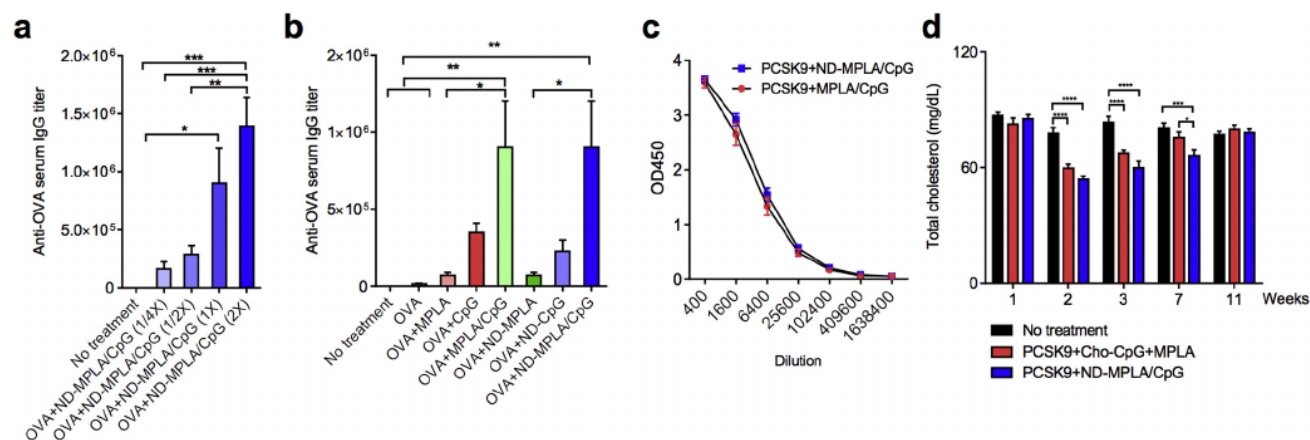 a
Anti-OVA serum IgG titer
2.0×10⁶
1.5×10⁶
1.0×10⁶
5.0×10⁵
0
***
***
**
*
No treatment
OVA+ND-MPLA/CpG (1/4X)
OVA+ND-MPLA/CpG (1/2X)
OVA+ND-MPLA/CpG (1X)
OVA+ND-MPLA/CpG (2X)
b
Anti-OVA serum IgG titer
2×10⁶
1×10⁶
5×10⁵
0
**
**
*
*
No treatment
OVA
OVA+MPLA
OVA+CpG
OVA+MPLA/CpG
OVA+ND-MPLA
OVA+ND-CpG
OVA+ND-MPLA/CpG
c
OD450
4
3
2
1
0
PCSK9+ND-MPLA/CpG
PCSK9+MPLA/CpG
400
1600
6400
25600
102400
409600
1638400
Dilution
d
Total cholesterol (mg/dL)
120
60
0
****
****
****
****
***
*
1 2 3 7 11 Weeks
No treatment
PCSK9+Cho-CpG+MPLA
PCSK9+ND-MPLA/CpG